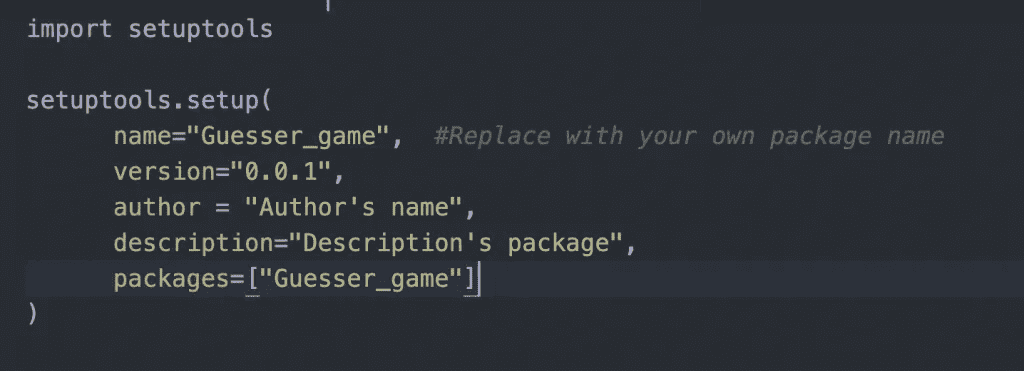 import setuptools
setuptools.setup(
name="Guesser_game",  #Replace with your own package name
version="0.0.1",
author = "Author's name",
description="Description's package",
packages=["Guesser_game"]
)